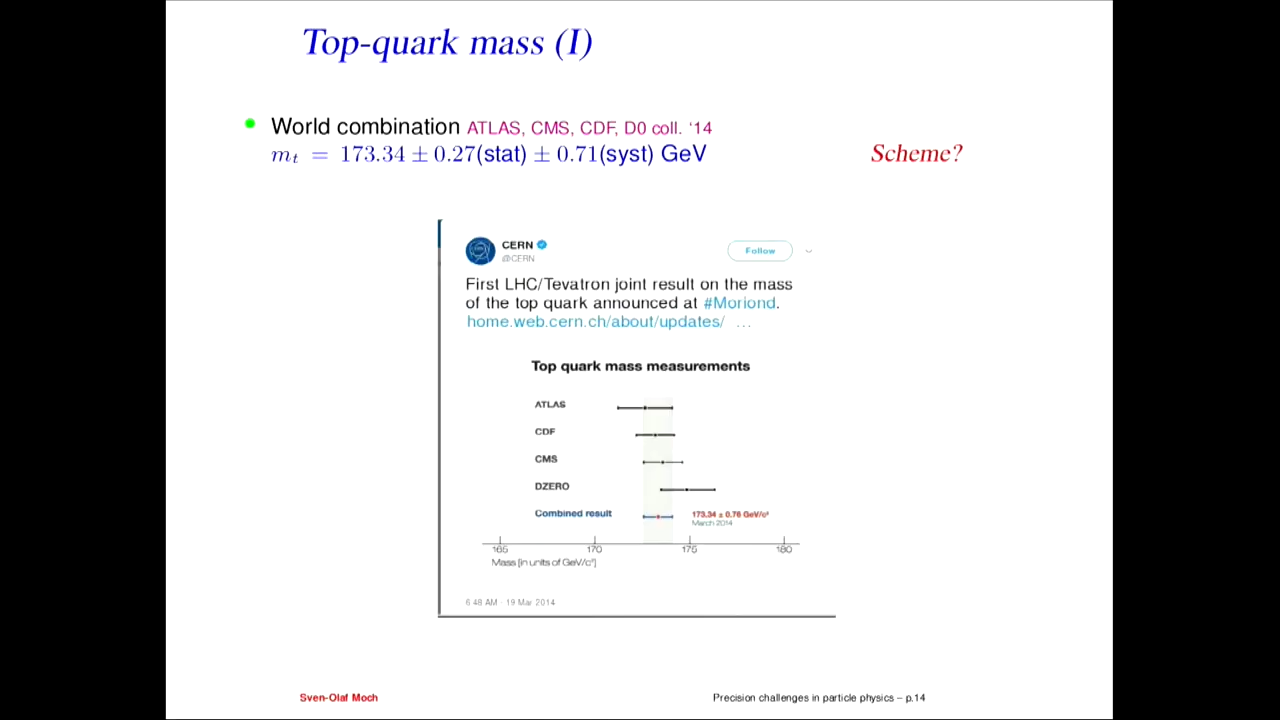 Top-quark mass (I)
World combination ATLAS, CMS, CDF, D0 coll. ‘14
m_t = 173.34 ± 0.27(stat) ± 0.71(syst) GeV
Scheme?
CERN
@CERN
Follow
First LHC/Tevatron joint result on the mass
of the top quark announced at #Moriond.
home.web.cern.ch/about/updates/ …
Top quark mass measurements
ATLAS
CDF
CMS
DZERO
Combined result
173.34 ± 0.76 GeV/c²
March 2014
165 170 175 180
Mass [in units of GeV/c²]
6:48 AM · 19 Mar 2014
Sven-Olaf Moch
Precision challenges in particle physics – p.14